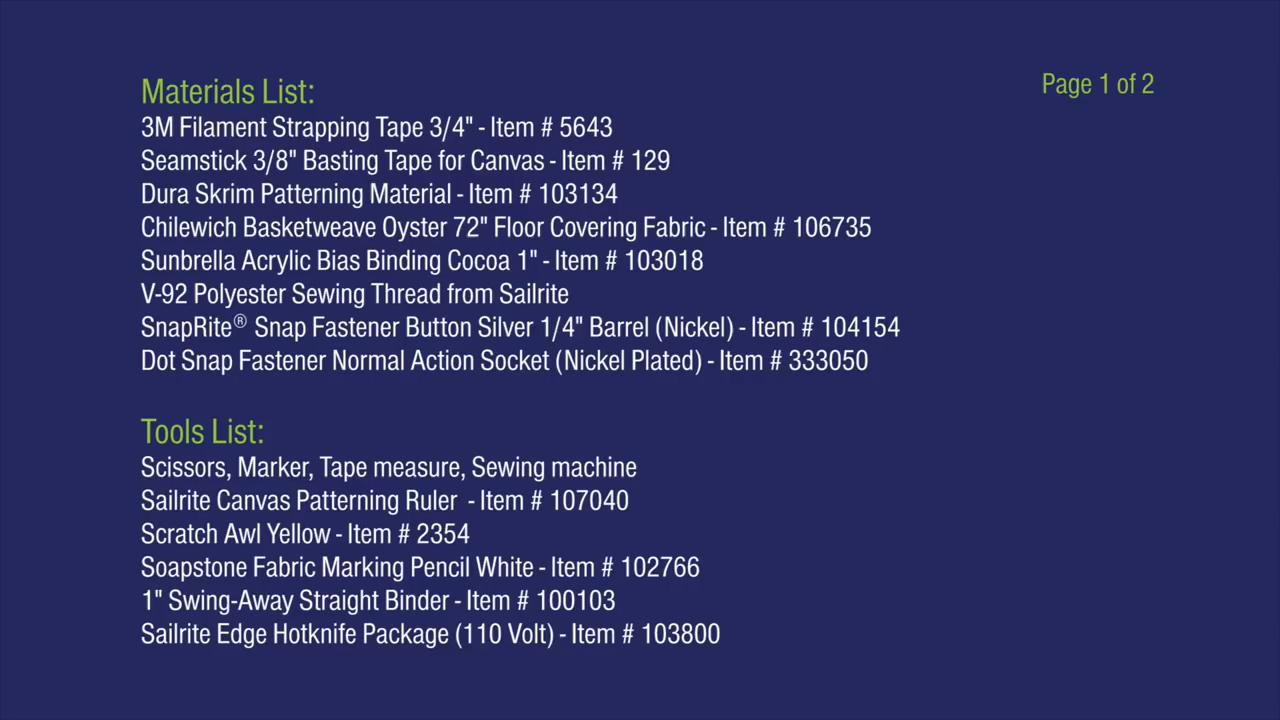 Materials List:
Page 1 of 2
3M Filament Strapping Tape 3/4" - Item # 5643
Seamstick 3/8" Basting Tape for Canvas - Item # 129
Dura Skrim Patterning Material - Item # 103134
Chilewich Basketweave Oyster 72" Floor Covering Fabric - Item # 106735
Sunbrella Acrylic Bias Binding Cocoa 1" - Item # 103018
V-92 Polyester Sewing Thread from Sailrite
SnapRite® Snap Fastener Button Silver 1/4" Barrel (Nickel) - Item # 104154
Dot Snap Fastener Normal Action Socket (Nickel Plated) - Item # 333050
Tools List:
Scissors, Marker, Tape measure, Sewing machine
Sailrite Canvas Patterning Ruler  - Item # 107040
Scratch Awl Yellow - Item # 2354
Soapstone Fabric Marking Pencil White - Item # 102766
1" Swing-Away Straight Binder - Item # 100103
Sailrite Edge Hotknife Package (110 Volt) - Item # 103800